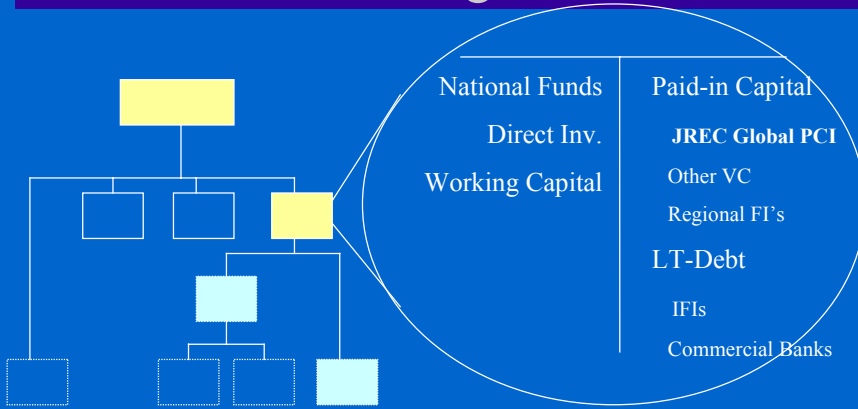 National Funds
Direct Inv.
Working Capital
Paid-in Capital
JREC Global PCI
Other VC
Regional FI's
LT-Debt
IFIs
Commercial Banks